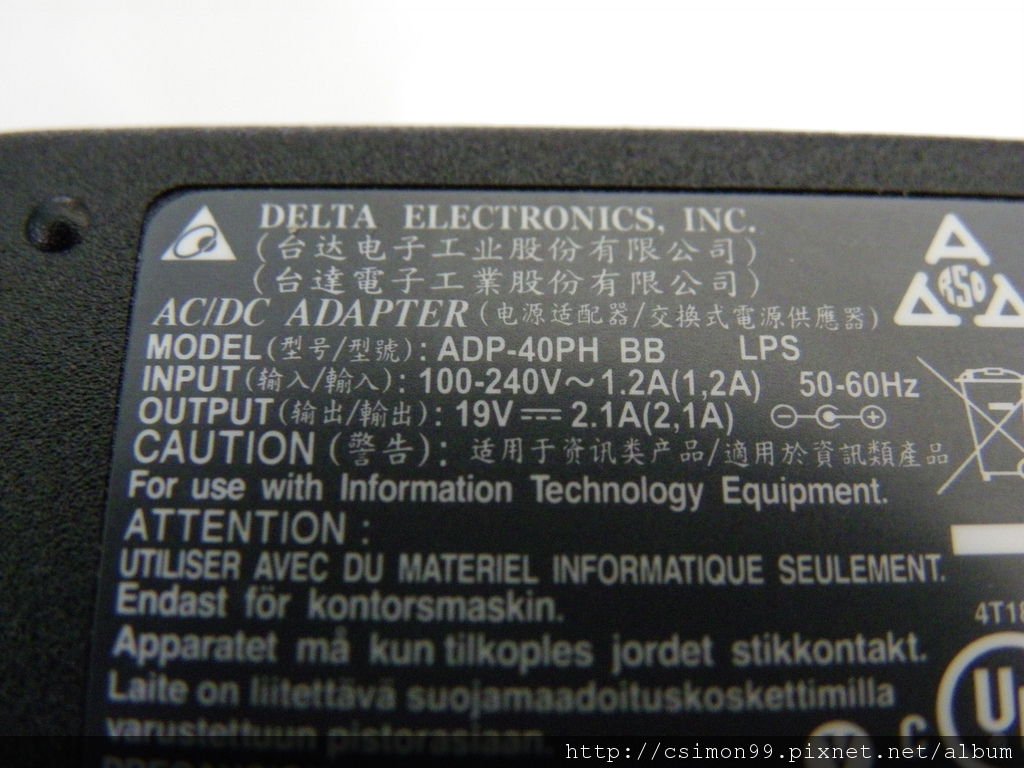 DELTA ELECTRONICS, INC.
(台达电子工业股份有限公司)
(台達電子工業股份有限公司)
RSG
AC/DC ADAPTER (电源适配器/交換式電源供應器)
MODEL(型号/型號): ADP-40PH BB LPS
INPUT(输入/輸入): 100-240V~1.2A(1,2A) 50-60Hz
OUTPUT(输出/輸出): 19V⎓2.1A(2,1A)
CAUTION(警告): 适用于资讯类产品/適用於資訊類產品
For use with Information Technology Equipment.
ATTENTION :
UTILISER AVEC DU MATERIEL INFORMATIQUE SEULEMENT.
Endast för kontorsmaskin.
4T18
Apparatet må kun tilkoples jordet stikkontakt.
Laite on liitettävä suojamaadoituskoskettimilla
varustettuun pistorasiaan.
http://csimon99.pixnet.net/album